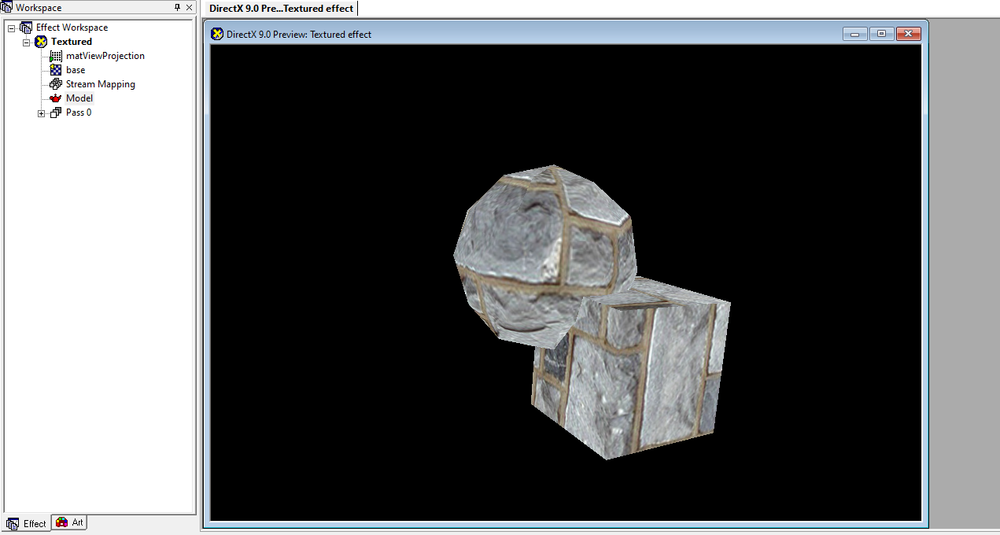 Workspace
DirectX 9.0 Pre...Textured effect
Effect Workspace
Textured
matViewProjection
base
Stream Mapping
Model
Pass 0
DirectX 9.0 Preview: Textured effect
Effect
Art